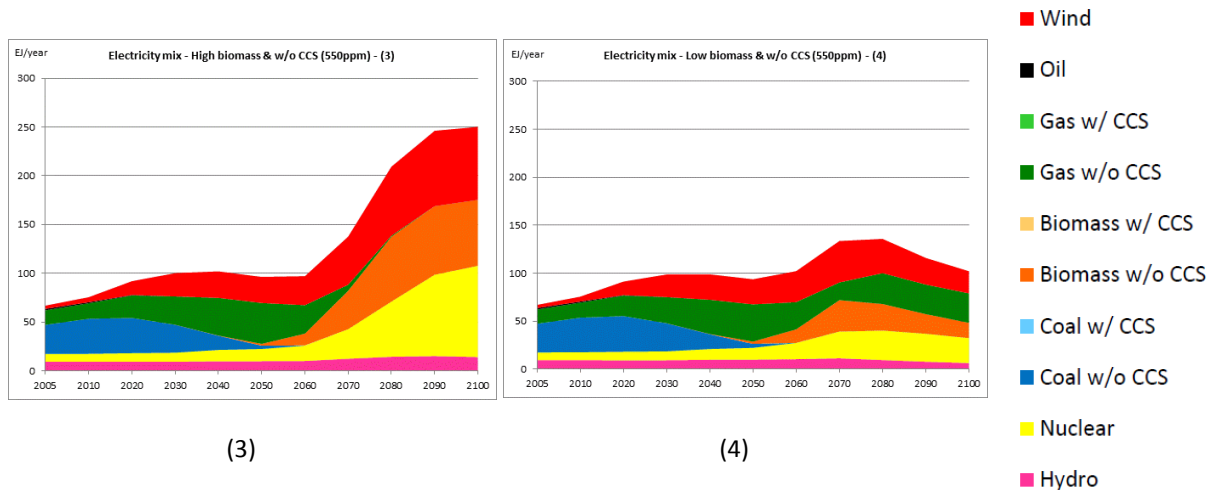 EJ/year
Electricity mix - High biomass & w/o CCS (550ppm) - (3)
300
250
200
150
100
50
0
2005 2010 2020 2030 2040 2050 2060 2070 2080 2090 2100
(3)
EJ/year
Electricity mix - Low biomass & w/o CCS (550ppm) - (4)
300
250
200
150
100
50
0
2005 2010 2020 2030 2040 2050 2060 2070 2080 2090 2100
(4)
Wind
Oil
Gas w/ CCS
Gas w/o CCS
Biomass w/ CCS
Biomass w/o CCS
Coal w/ CCS
Coal w/o CCS
Nuclear
Hydro